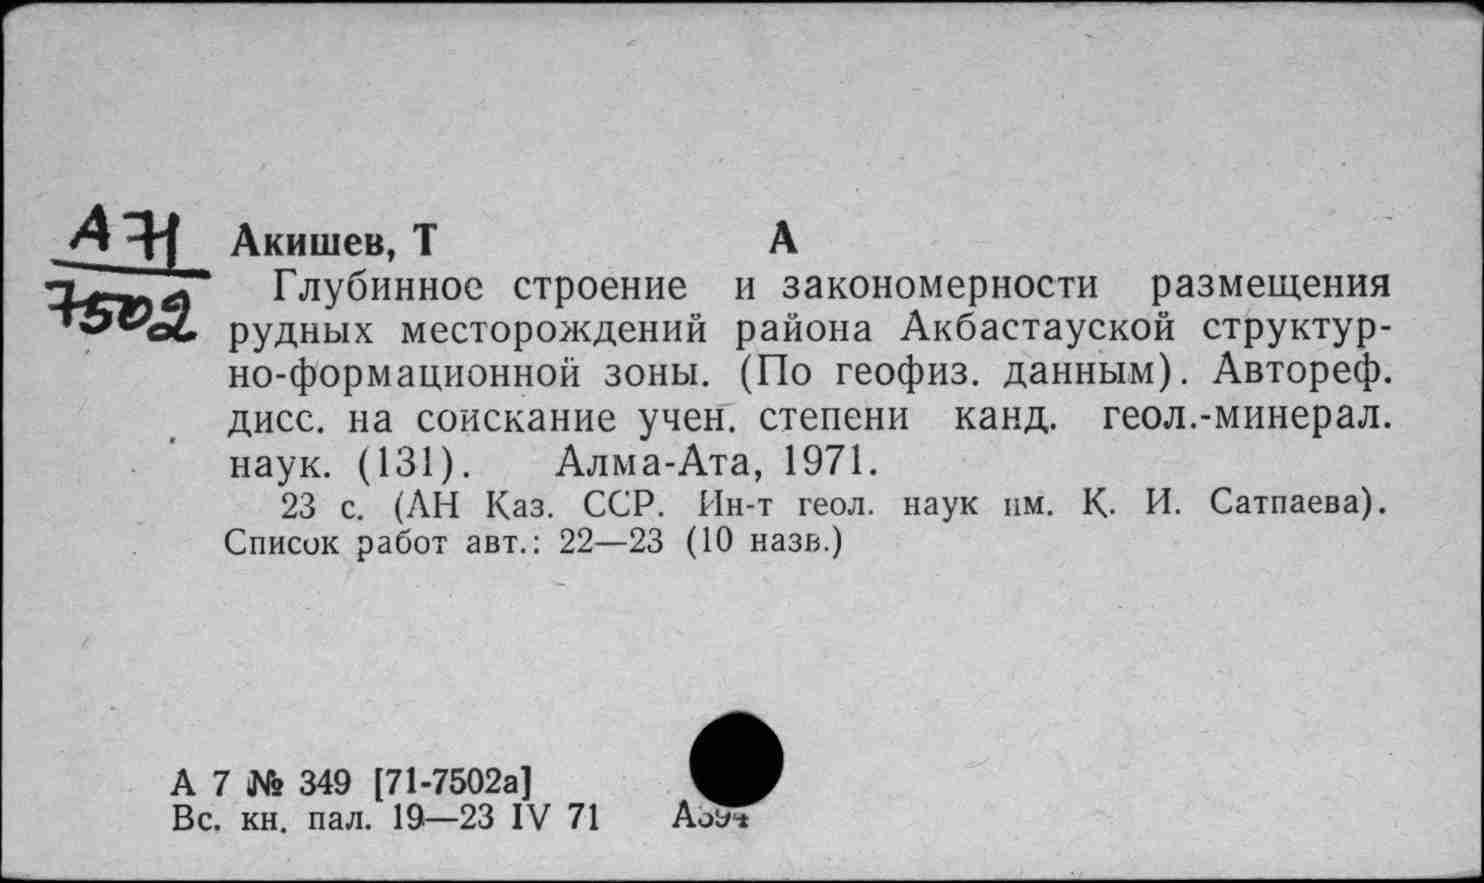 А 71 Акишев, Т А
7502 Глубинное строение и закономерности размещения
рудных месторождений района Акбастауской структур-
но-формационной зоны. (По геофиз. данным). Автореф.
дисс. на соискание учен. степени канд. геол.-минерал.
наук. (131). Алма-Ата, 1971.
23 с. (АН Каз. ССР. Ин-т геол. наук им. К. И. Сатпаева).
Список работ авт.: 22—23 (10 назв.)
А 7 № 349 [71-7502а]
Вс. кн. пал. 19—23 IV 71